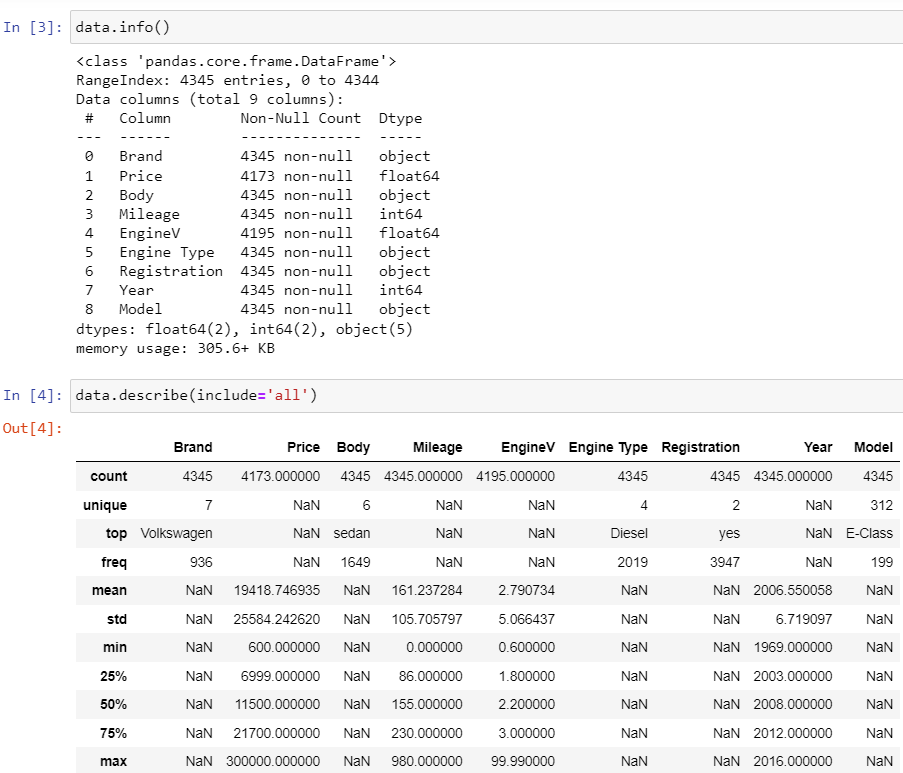 In [3]: data.info()
<class 'pandas.core.frame.DataFrame'>
RangeIndex: 4345 entries, 0 to 4344
Data columns (total 9 columns):
 #   Column        Non-Null Count  Dtype
---  ------        --------------  -----
 0   Brand         4345 non-null   object
 1   Price         4173 non-null   float64
 2   Body          4345 non-null   object
 3   Mileage       4345 non-null   int64
 4   EngineV       4195 non-null   float64
 5   Engine Type   4345 non-null   object
 6   Registration  4345 non-null   object
 7   Year          4345 non-null   int64
 8   Model         4345 non-null   object
dtypes: float64(2), int64(2), object(5)
memory usage: 305.6+ KB
In [4]: data.describe(include='all')
Out[4]:
Brand Price Body Mileage EngineV Engine Type Registration Year Model
count 4345 4173.000000 4345 4345.000000 4195.000000 4345 4345 4345.000000 4345
unique 7 NaN 6 NaN NaN 4 2 NaN 312
top Volkswagen NaN sedan NaN NaN Diesel yes NaN E-Class
freq 936 NaN 1649 NaN NaN 2019 3947 NaN 199
mean NaN 19418.746935 NaN 161.237284 2.790734 NaN NaN 2006.550058 NaN
std NaN 25584.242620 NaN 105.705797 5.066437 NaN NaN 6.719097 NaN
min NaN 600.000000 NaN 0.000000 0.600000 NaN NaN 1969.000000 NaN
25% NaN 6999.000000 NaN 86.000000 1.800000 NaN NaN 2003.000000 NaN
50% NaN 11500.000000 NaN 155.000000 2.200000 NaN NaN 2008.000000 NaN
75% NaN 21700.000000 NaN 230.000000 3.000000 NaN NaN 2012.000000 NaN
max NaN 300000.000000 NaN 980.000000 99.990000 NaN NaN 2016.000000 NaN